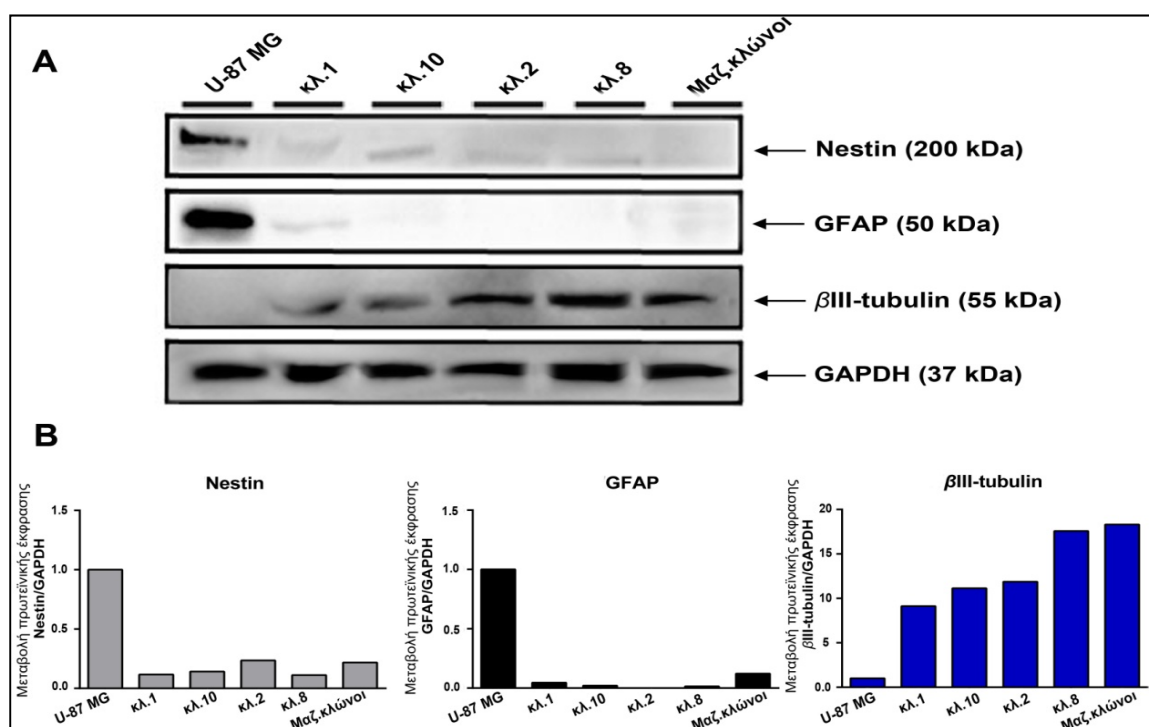 A
U-87 MG
κλ.1
κλ.10
κλ.2
κλ.8
Μαζ.κλώνοι
Nestin (200 kDa)
GFAP (50 kDa)
βIII-tubulin (55 kDa)
GAPDH (37 kDa)
B
Nestin
Μεταβολή πρωτεϊνικής έκφρασης
Nestin/GAPDH
1.5
1.0
0.5
0.0
U-87 MG
κλ.1
κλ.10
κλ.2
κλ.8
Μαζ.κλώνοι
GFAP
Μεταβολή πρωτεϊνικής έκφρασης
GFAP/GAPDH
1.5
1.0
0.5
0.0
U-87 MG
κλ.1
κλ.10
κλ.2
κλ.8
Μαζ.κλώνοι
βIII-tubulin
Μεταβολή πρωτεϊνικής έκφρασης
βIII-tubulin/GAPDH
20
15
10
5
0
U-87 MG
κλ.1
κλ.10
κλ.2
κλ.8
Μαζ.κλώνοι